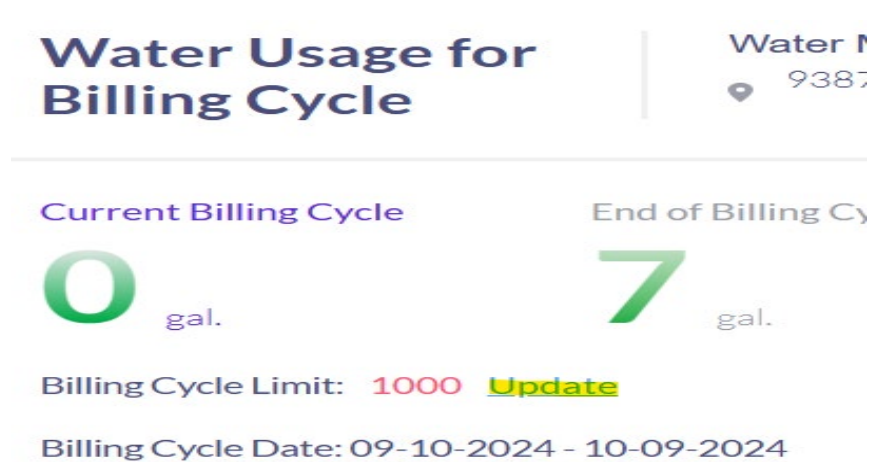 Water Usage for
Billing Cycle
Water
9387
Current Billing Cycle
End of Billing
0 gal.
7 gal.
Billing Cycle Limit: 1000 Update
Billing Cycle Date: 09-10-2024 - 10-09-2024